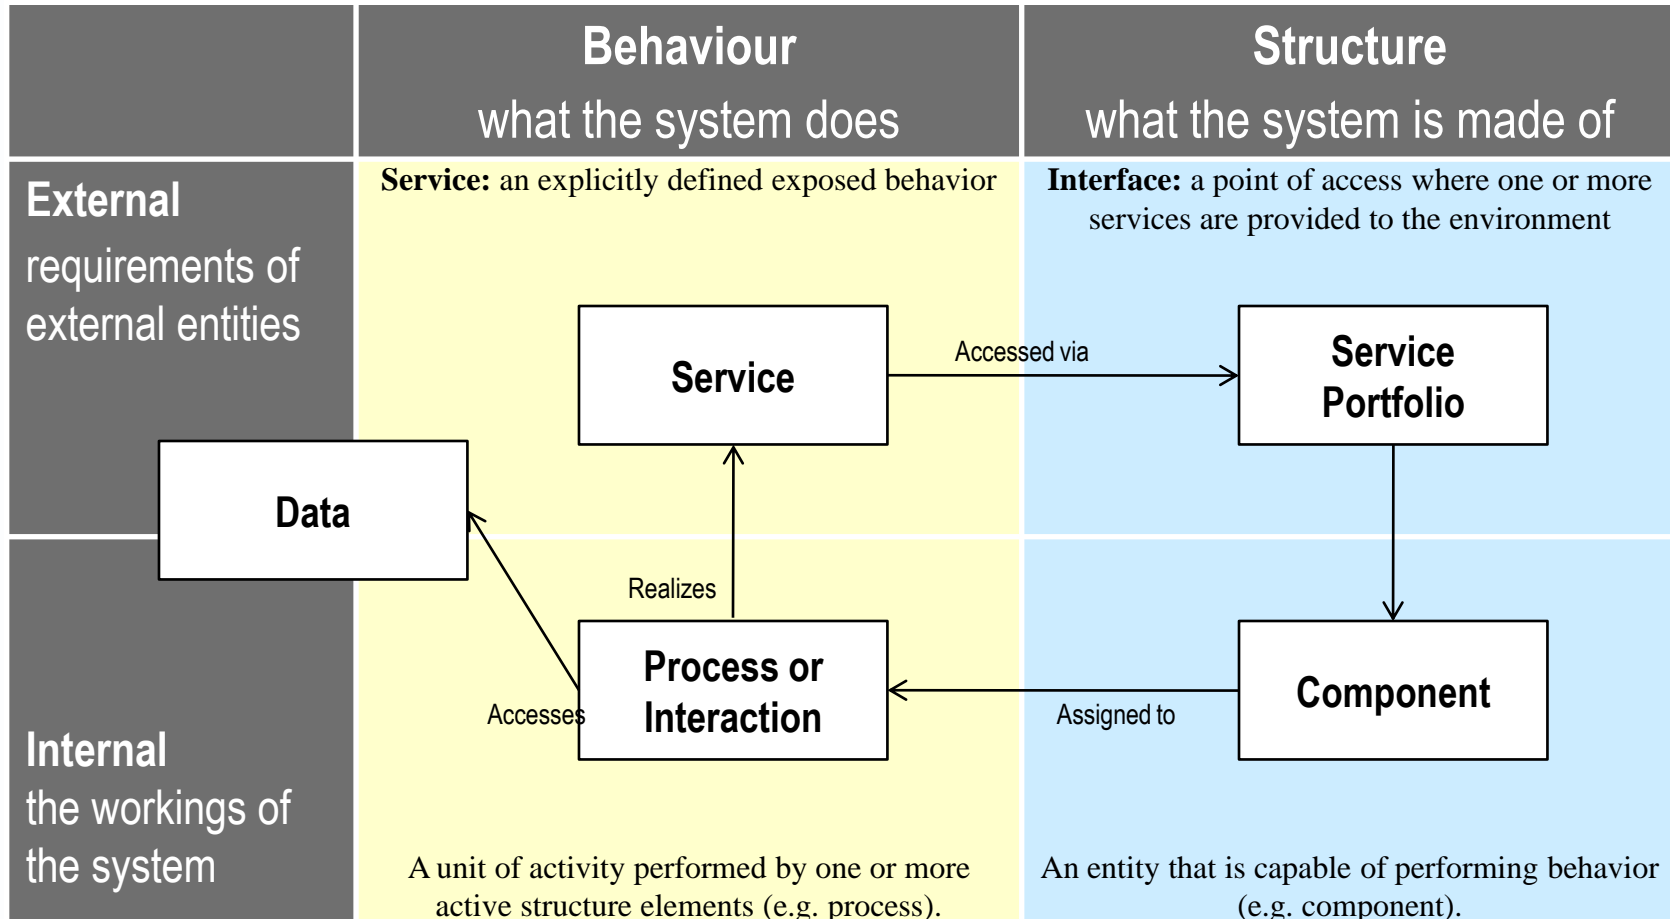 Behaviour
what the system does
Structure
what the system is made of
External
requirements of
external entities
Service: an explicitly defined exposed behavior
Interface: a point of access where one or more
services are provided to the environment
Service
Accessed via
Service
Portfolio
Data
Realizes
Accesses
Process or
Interaction
Assigned to
Component
Internal
the workings of
the system
A unit of activity performed by one or more
active structure elements (e.g. process).
An entity that is capable of performing behavior
(e.g. component).